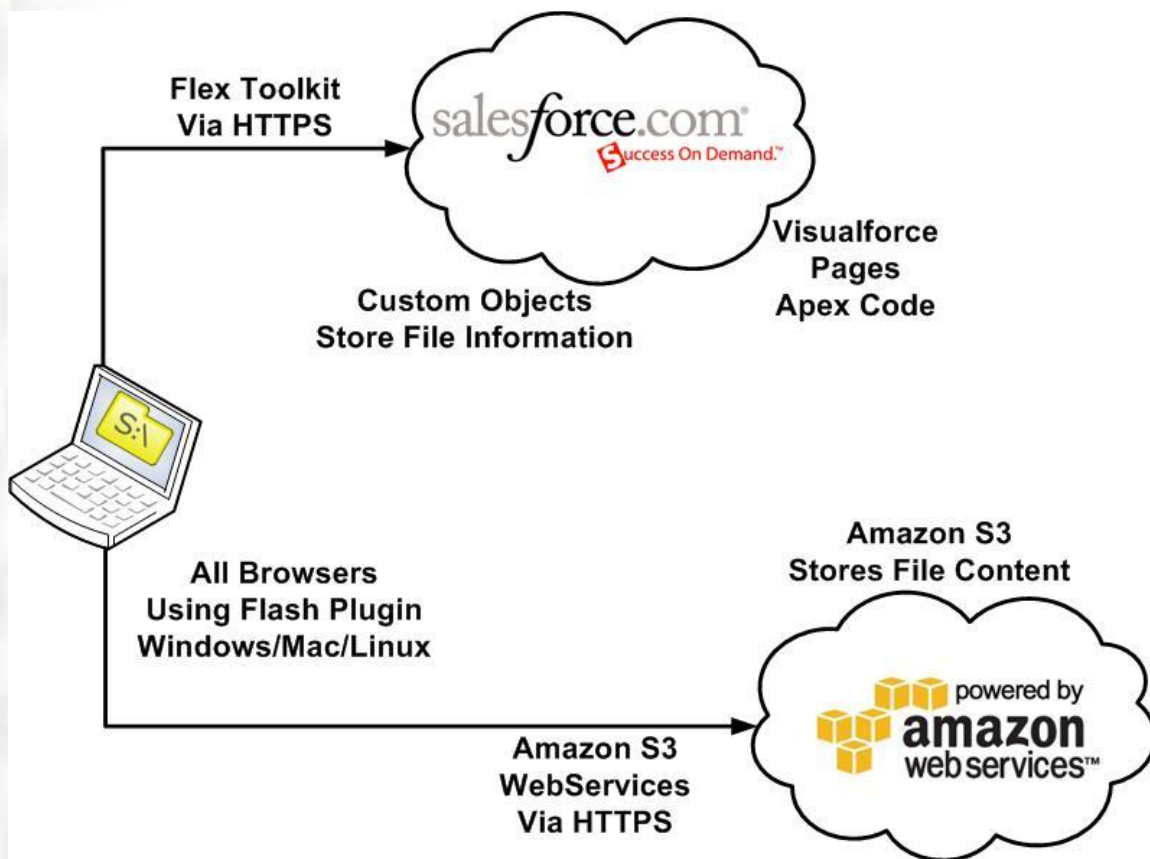 Flex Toolkit
Via HTTPS
salesforce.com®
Success On Demand.™
Visualforce
Pages
Apex Code
Custom Objects
Store File Information
S:\
All Browsers
Using Flash Plugin
Windows/Mac/Linux
Amazon S3
Stores File Content
powered by
amazon
webservices™
Amazon S3
WebServices
Via HTTPS